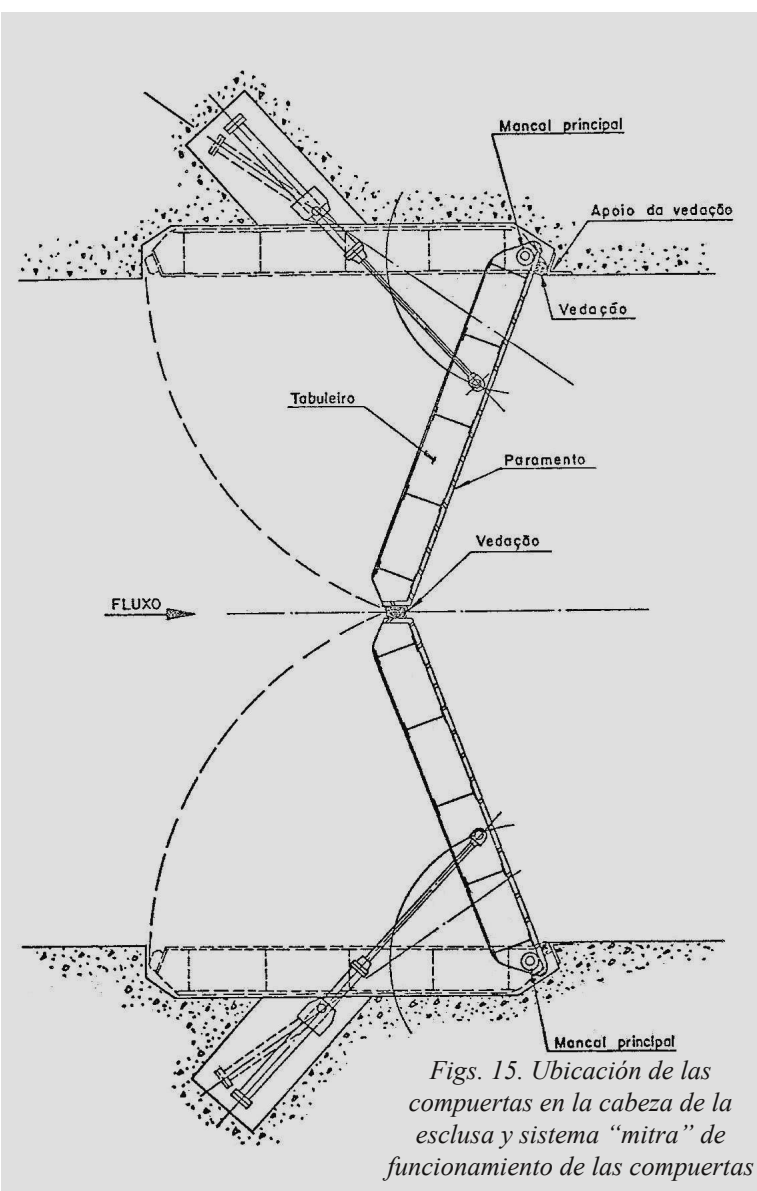 Mancal principal
Apoio da vedação
Vedação
Tabuleiro
Paramento
Vedação
FLUXO
Mancal principal
Figs. 15. Ubicación de las
compuertas en la cabeza de la
esclusa y sistema “mitra” de
funcionamiento de las compuertas